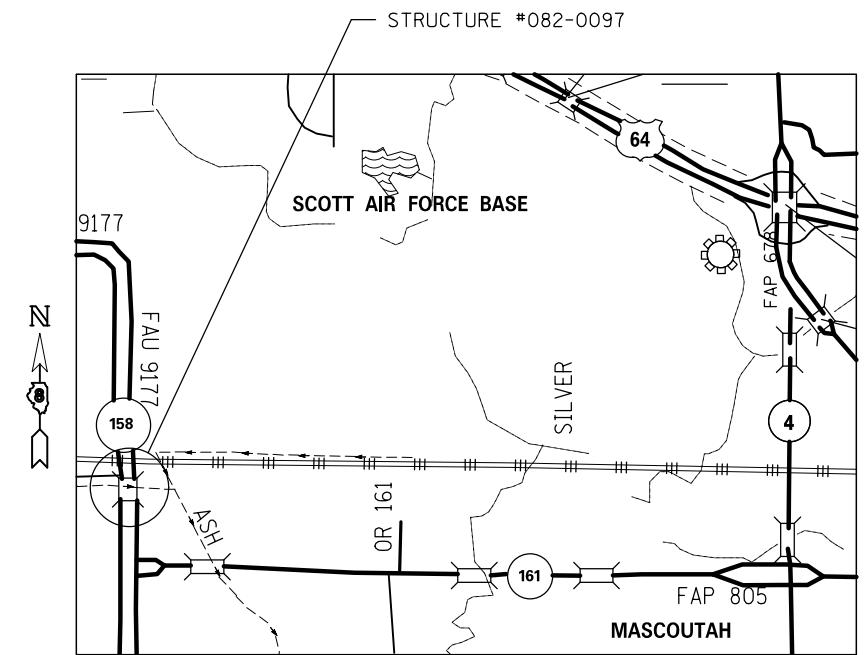 STRUCTURE #082-0097
64
SCOTT AIR FORCE BASE
9177
FAP 678
N
8
FAU 9177
158
SILVER
4
ASH
OR 161
161
FAP 805
MASCOUTAH